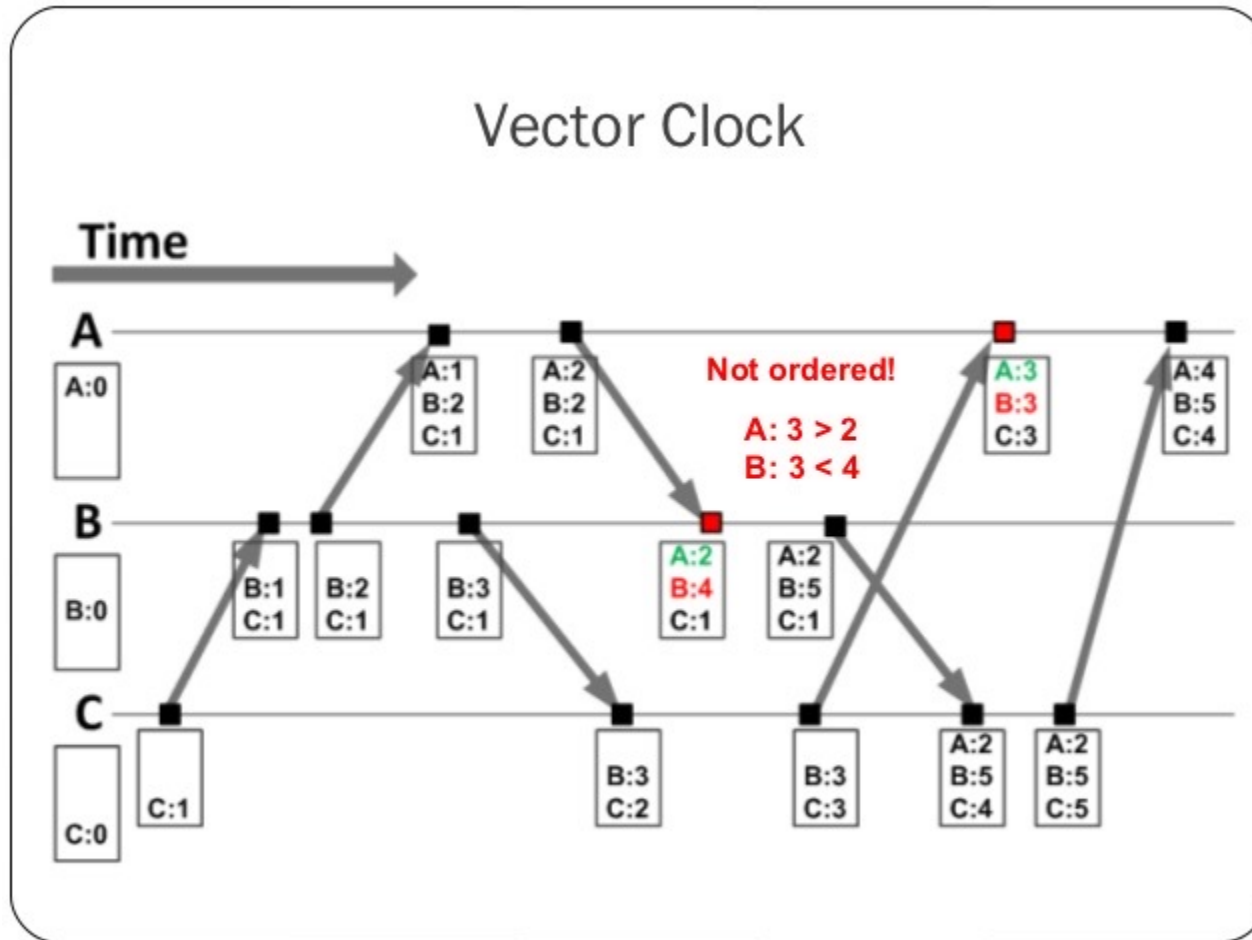 Vector Clock
Time
A
A:0
A:1
B:2
C:1
A:2
B:2
C:1
Not ordered!
A: 3 > 2
B: 3 < 4
A:3
B:3
C:3
A:4
B:5
C:4
B
B:0
B:1
C:1
B:2
C:1
B:3
C:1
A:2
B:4
C:1
A:2
B:5
C:1
C
C:0
C:1
B:3
C:2
B:3
C:3
A:2
B:5
C:4
A:2
B:5
C:5